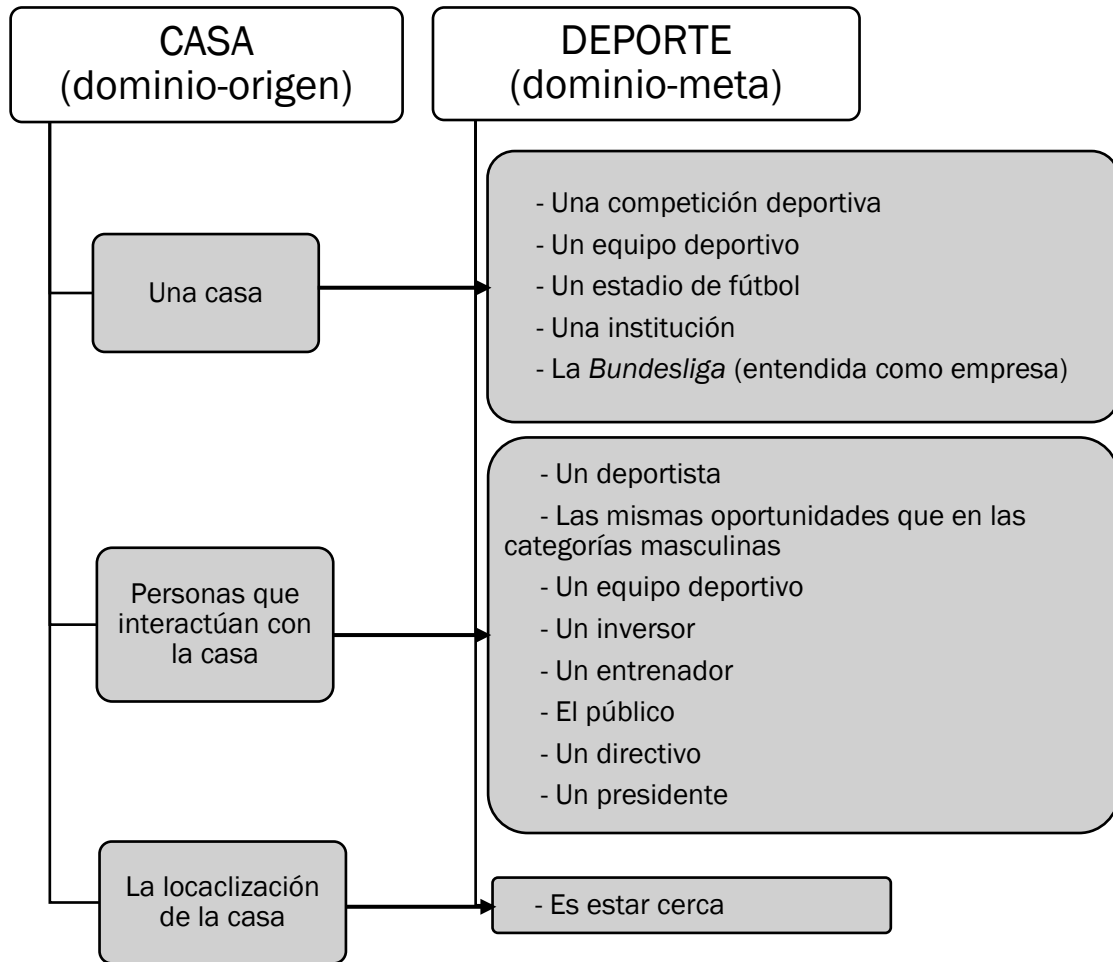 CASA
(dominio-origen)
DEPORTE
(dominio-meta)
Una casa
- Una competición deportiva
- Un equipo deportivo
- Un estadio de fútbol
- Una institución
- La Bundesliga (entendida como empresa)
Personas que
interactúan con
la casa
- Un deportista
- Las mismas oportunidades que en las
categorías masculinas
- Un equipo deportivo
- Un inversor
- Un entrenador
- El público
- Un directivo
- Un presidente
La locaclización
de la casa
- Es estar cerca